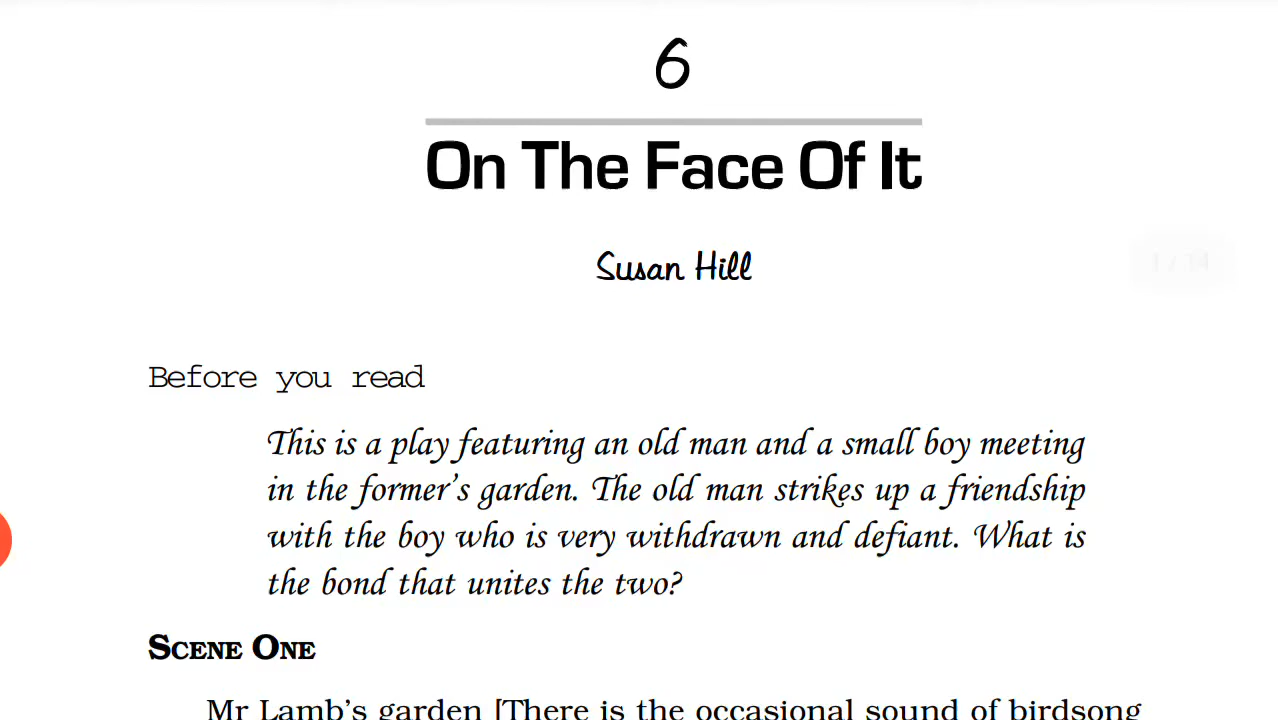 6
On The Face Of It
Susan Hill
Before you read
This is a play featuring an old man and a small boy meeting
in the former's garden. The old man strikes up a friendship
with the boy who is very withdrawn and defiant. What is
the bond that unites the two?
SCENE ONE
Mr Lamb's garden [There is the occasional sound of birdsong